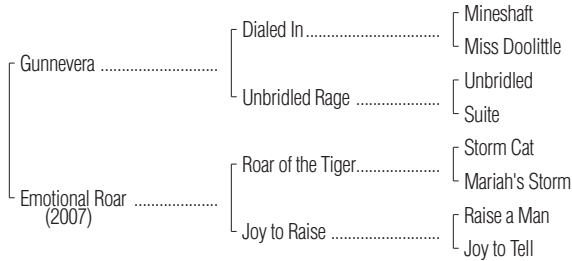 Mineshaft
Dialed In
Miss Doolittle
Gunnevera
Unbridled
Unbridled Rage
Suite
Storm Cat
Roar of the Tiger
Mariah's Storm
Emotional Roar
(2007)
Raise a Man
Joy to Raise
Joy to Tell